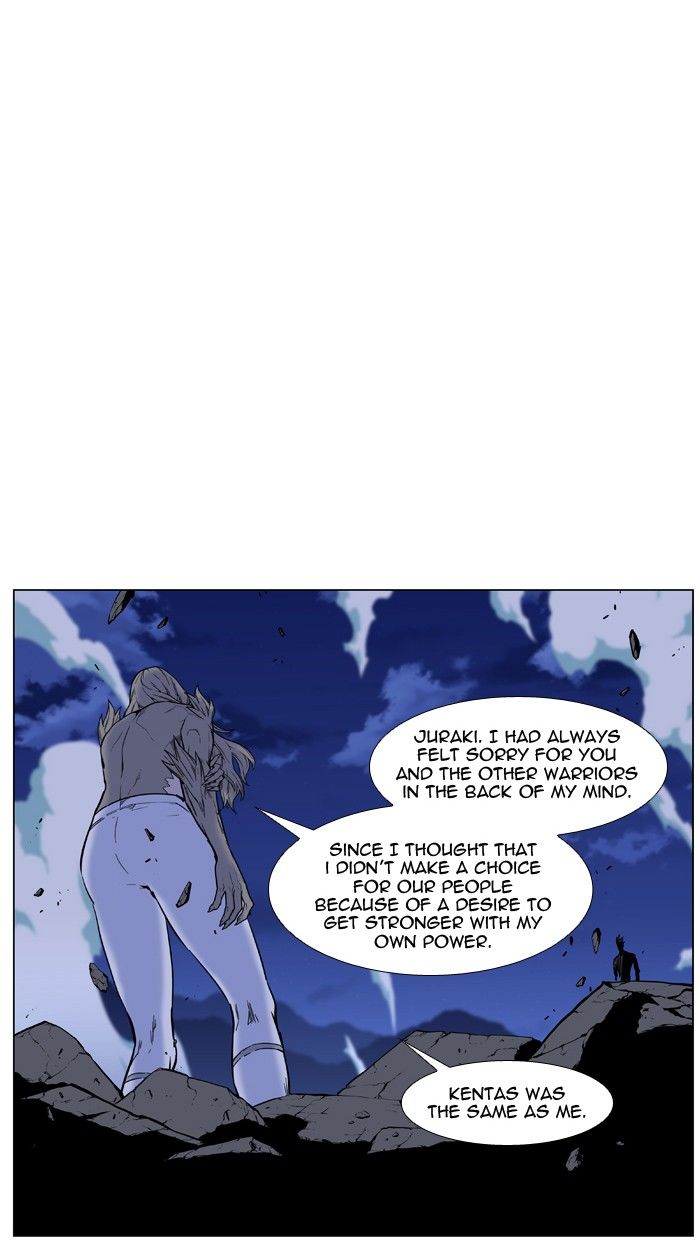 JURAKI. I HAD ALWAYS
FELT SORRY FOR YOU
AND THE OTHER WARRIORS
IN THE BACK OF MY MIND.
SINCE I THOUGHT THAT
I DIDN'T MAKE A CHOICE
FOR OUR PEOPLE
BECAUSE OF A DESIRE TO
GET STRONGER WITH MY
OWN POWER.
KENTAS WAS
THE SAME AS ME.